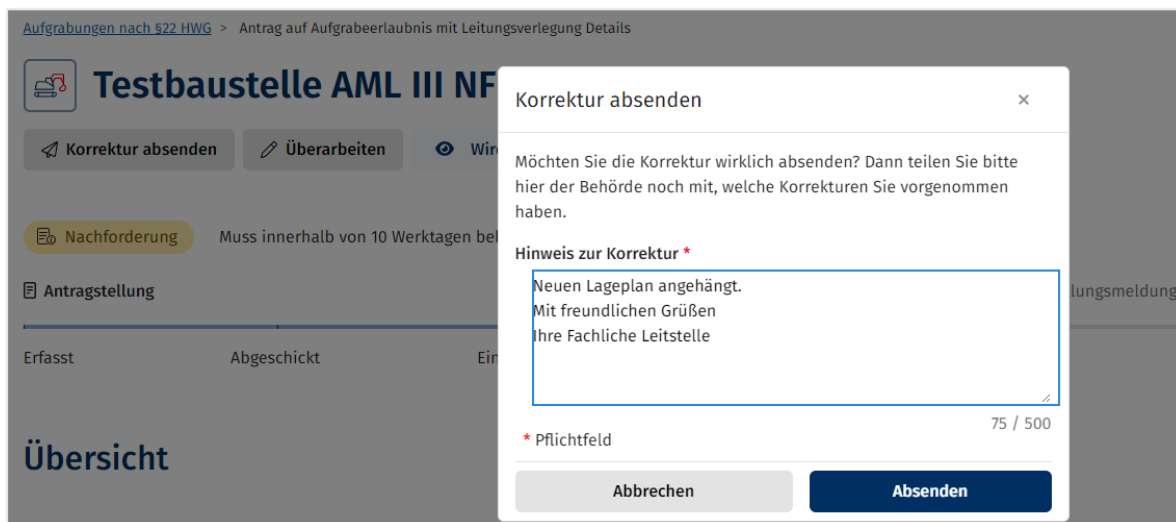 Aufgrabungen nach §22 HWG > Antrag auf Aufgrabeerlaubnis mit Leitungsverlegung Details
Testbaustelle AML III NF
Korrektur absenden Überarbeiten
Nachforderung Muss innerhalb von 10 Werktagen
Antragstellung
lungsmeldung
Erfasst Abgeschickt
Übersicht
Korrektur absenden ×
Möchten Sie die Korrektur wirklich absenden? Dann teilen Sie bitte
hier der Behörde noch mit, welche Korrekturen Sie vorgenommen
haben.
Hinweis zur Korrektur *
Neuen Lageplan angehängt.
Mit freundlichen Grüßen
Ihre Fachliche Leitstelle
75 / 500
* Pflichtfeld
Abbrechen Absenden